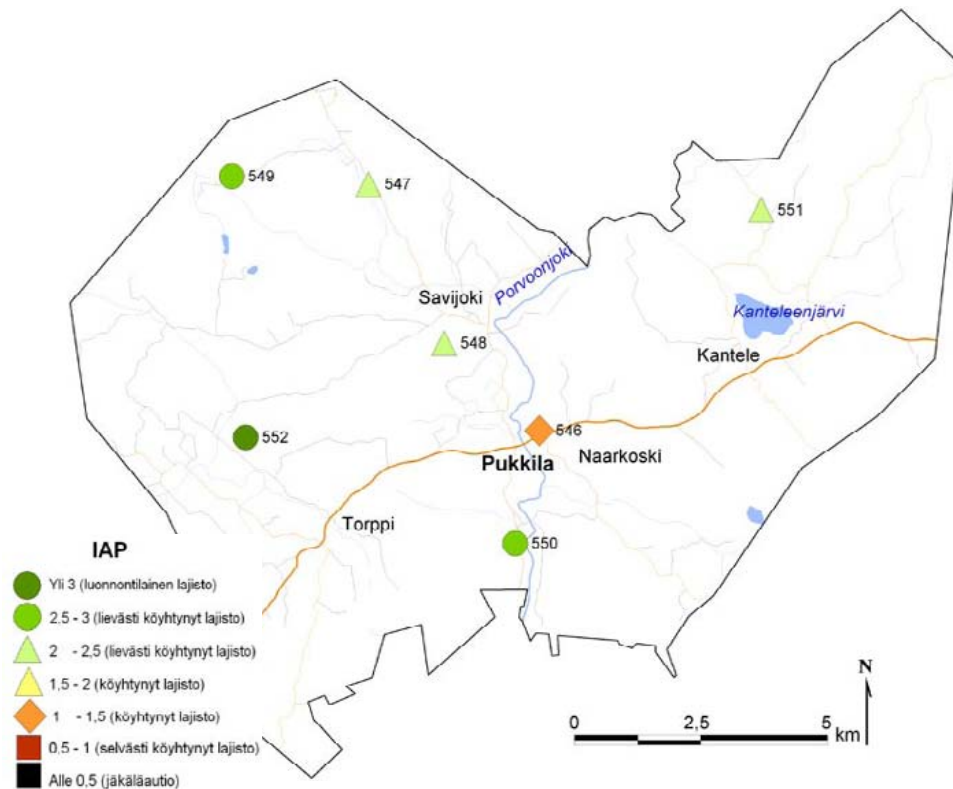 549
547
551
Porvoonjoki
Savijoki
Kanteleenjärvi
548
Kantele
552
546
Pukkila
Naarkoski
Torppi
550
IAP
Yli 3 (luonnontilainen lajisto)
2.5 - 3 (lievästi köyhtynyt lajisto)
2 - 2,5 (lievästi köyhtynyt lajisto)
1,5 - 2 (köyhtynyt lajisto)
1 - 1,5 (köyhtynyt lajisto)
0.5 - 1 (selvästi köyhtynyt lajisto)
Alle 0,5 (jäkäläautio)
N
0 2,5 5
km